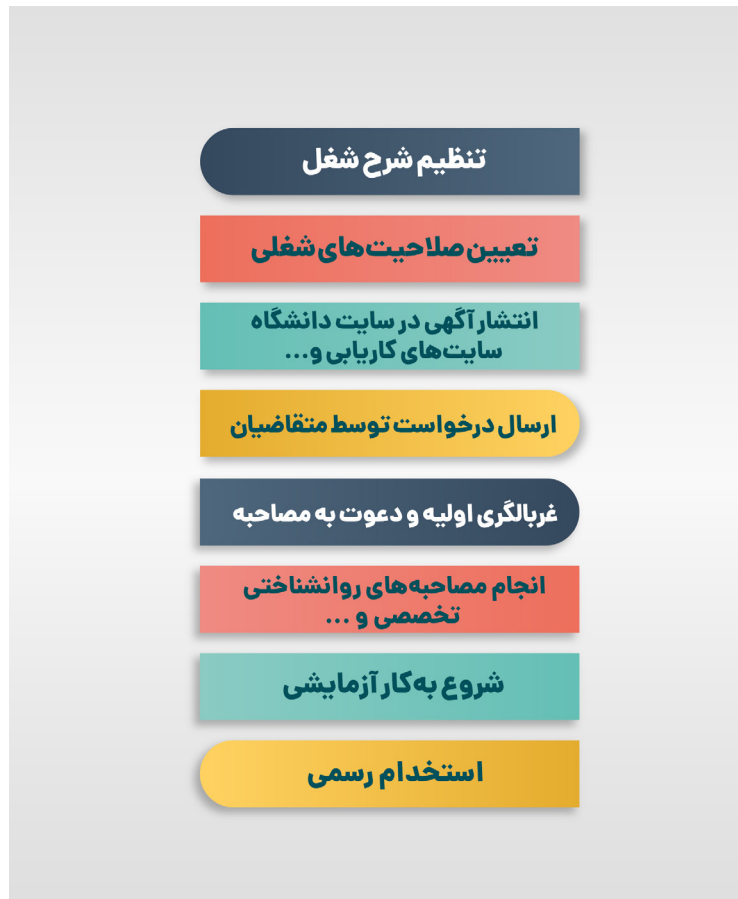 تنظیم شرح شغل
تعیین صلاحیت‌های شغلی
انتشار آگهی در سایت دانشگاه
سایت‌های کاریابی و...
ارسال درخواست توسط متقاضیان
غربالگری اولیه و دعوت به مصاحبه
انجام مصاحبه‌های روانشناختی
تخصصی و ...
شروع به‌کار آزمایشی
استخدام رسمی